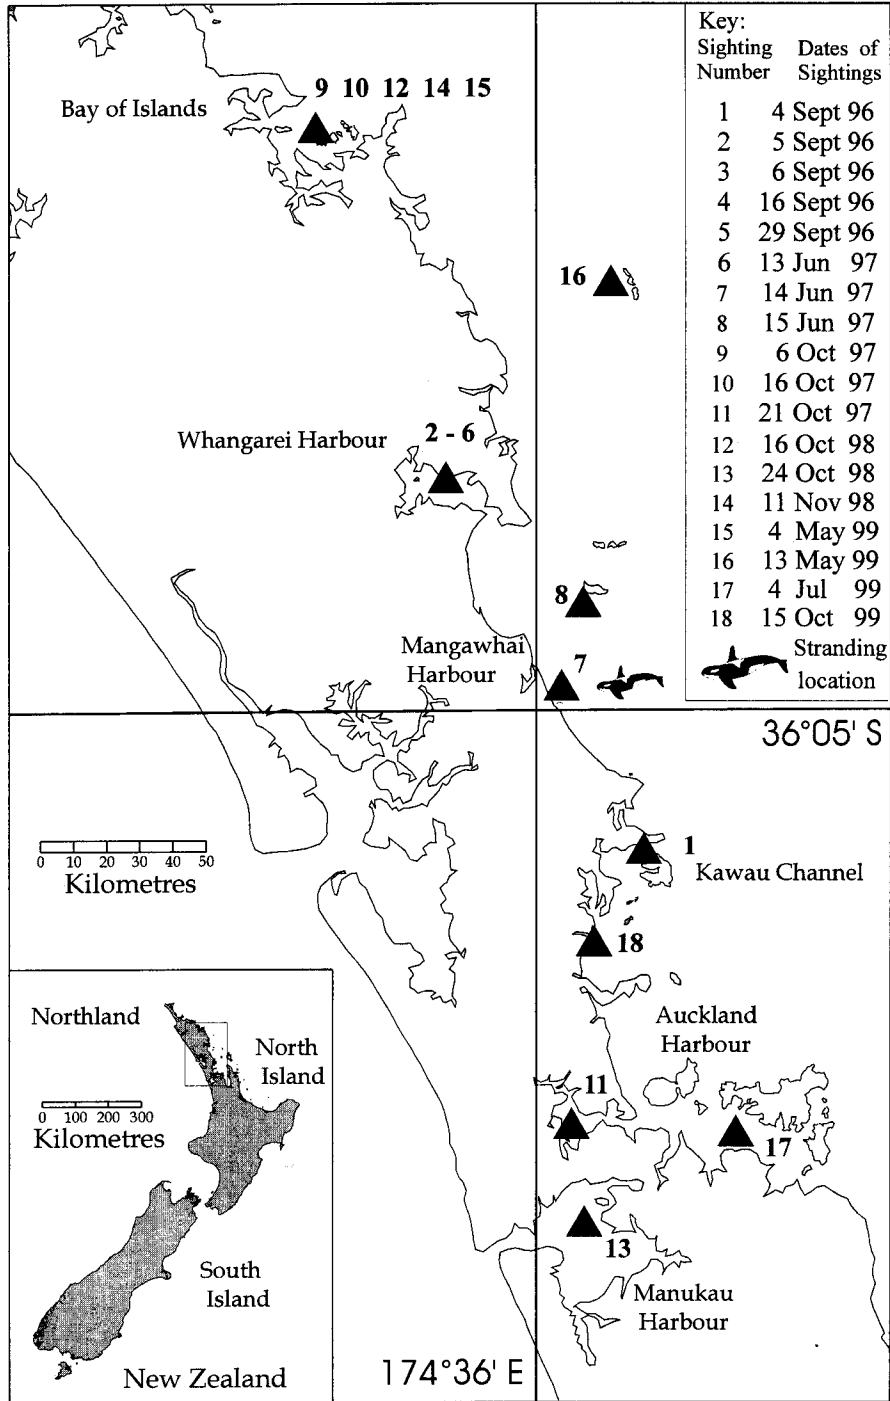 Key:
Sighting Number Dates of Sightings
1 4 Sept 96
2 5 Sept 96
3 6 Sept 96
4 16 Sept 96
5 29 Sept 96
6 13 Jun 97
7 14 Jun 97
8 15 Jun 97
9 6 Oct 97
10 16 Oct 97
11 21 Oct 97
12 16 Oct 98
13 24 Oct 98
14 11 Nov 98
15 4 May 99
16 13 May 99
17 4 Jul 99
18 15 Oct 99
Stranding
location
9 10 12 14 15
Bay of Islands
16
2 - 6
Whangarei Harbour
8
Mangawhai
Harbour
7
36°05' S
0 10 20 30 40 50
Kilometres
1
Kawau Channel
18
Auckland
Harbour
11
17
13
Manukau
Harbour
174°36' E
Northland
North
Island
0 100 200 300
Kilometres
South
Island
New Zealand